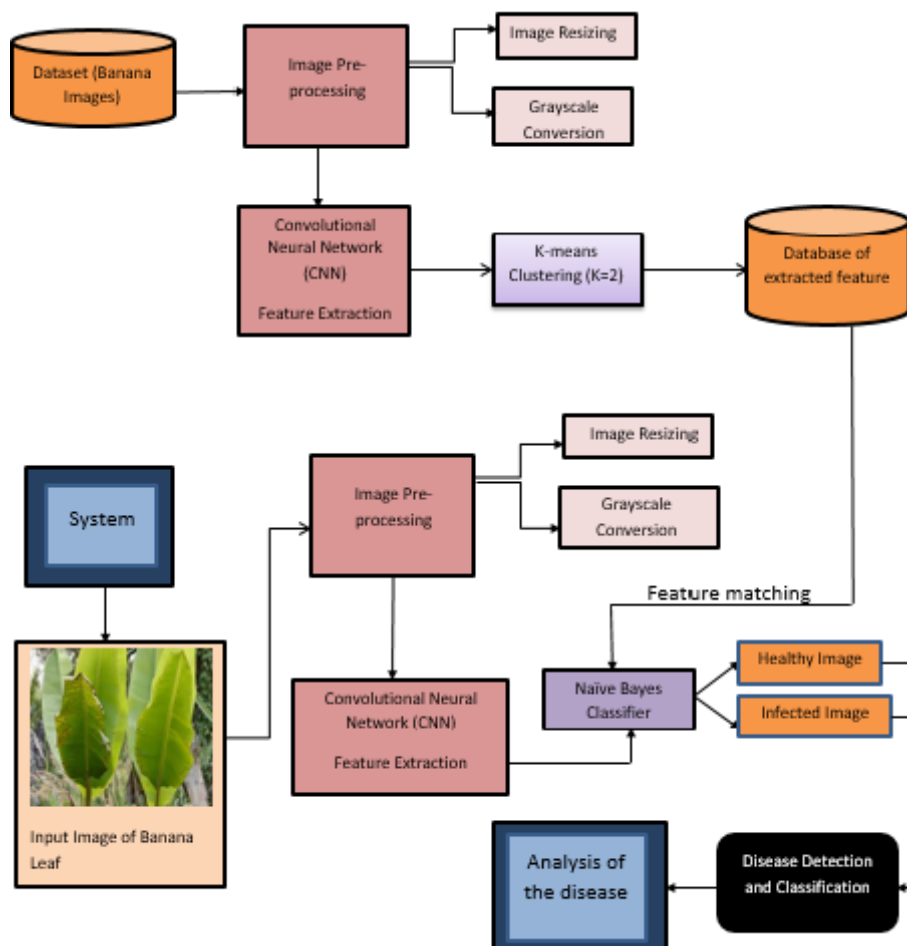 Dataset (Banana
Images)
Image Pre-
processing
Image Resizing
Grayscale
Conversion
Convolutional
Neural Network
(CNN)
Feature Extraction
K-means
Clustering (K=2)
Database of
extracted feature
System
Image Pre-
processing
Image Resizing
Grayscale
Conversion
Feature matching
Input Image of Banana
Leaf
Convolutional Neural
Network (CNN)
Feature Extraction
Naïve Bayes
Classifier
Healthy Image
Infected Image
Disease Detection
and Classification
Analysis of
the disease